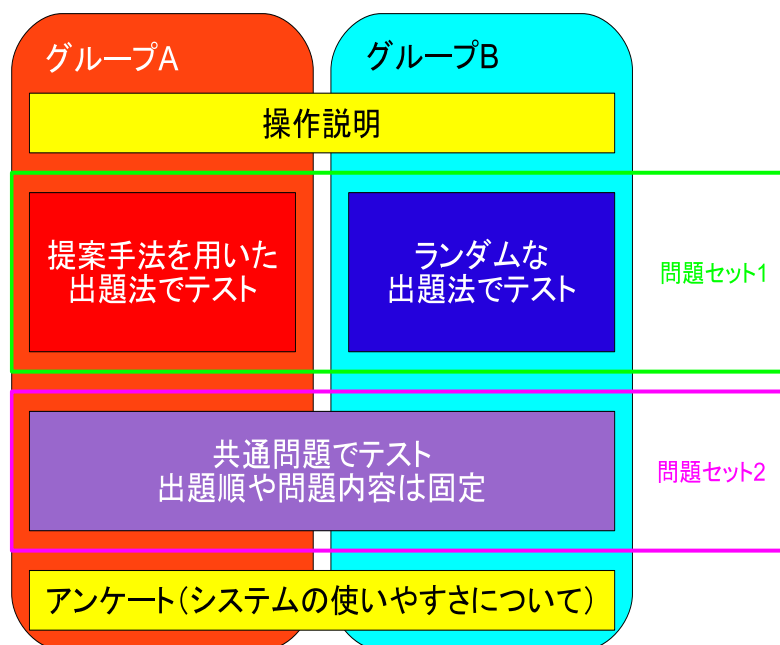 グループA
グループB
操作説明
提案手法を用いた
出題法でテスト
ランダムな
出題法でテスト
問題セット1
共通問題でテスト
出題順や問題内容は固定
問題セット2
アンケート(システムの使いやすさについて)